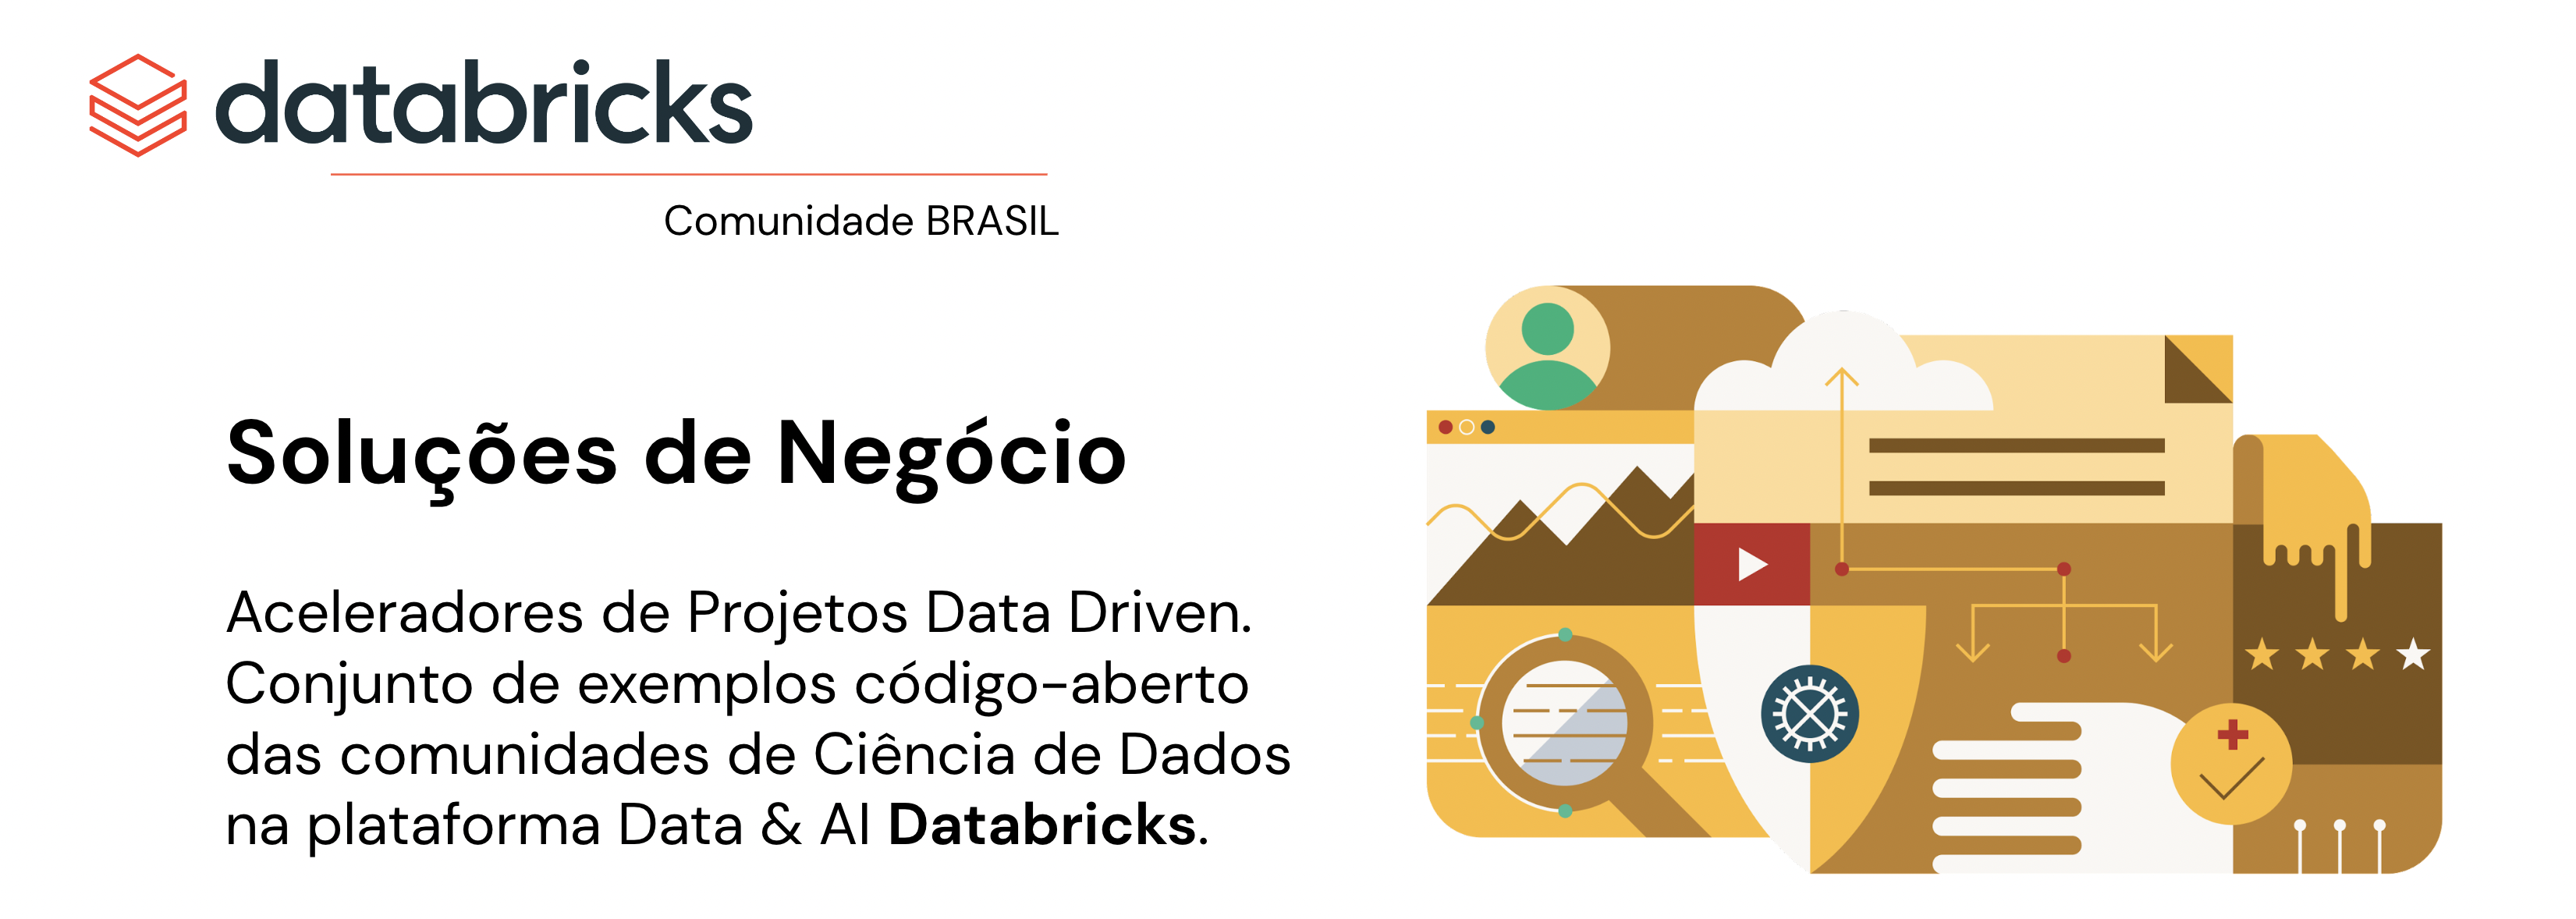 databricks
Comunidade BRASIL
Soluções de Negócio
Aceleradores de Projetos Data Driven.
Conjunto de exemplos código-aberto
das comunidades de Ciência de Dados
na plataforma Data & AI Databricks.